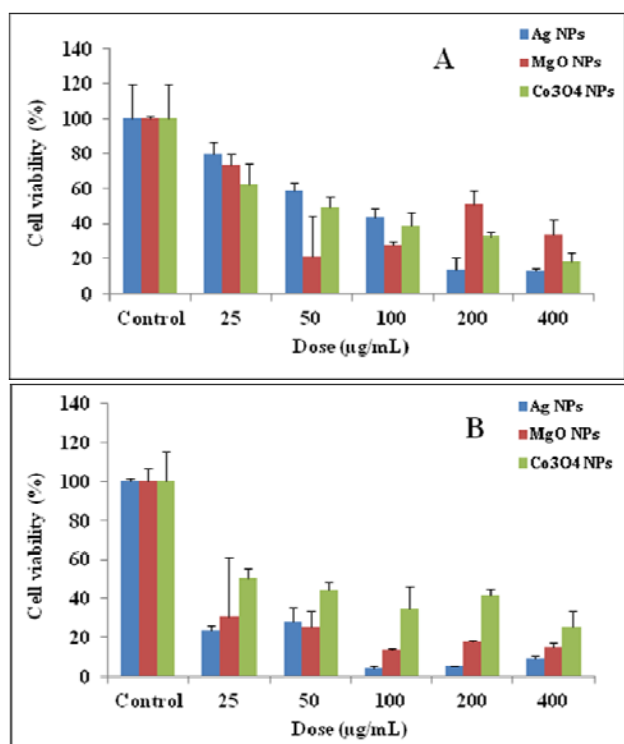 A
Ag NPs
MgO NPs
Co3O4 NPs
Cell viability (%)
140
120
100
80
60
40
20
0
Control 25 50 100 200 400
Dose (µg/mL)
B
Ag NPs
MgO NPs
Co3O4 NPs
Cell viability (%)
140
120
100
80
60
40
20
0
Control 25 50 100 200 400
Dose (µg/mL)